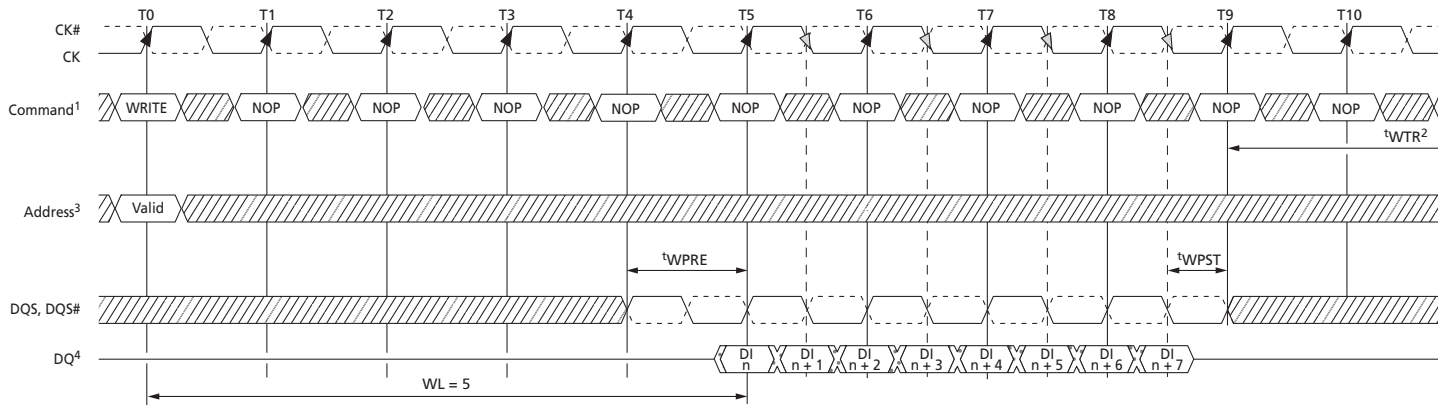 T0 T1 T2 T3 T4 T5 T6 T7 T8 T9 T10
CK#
CK
Command1 WRITE NOP NOP NOP NOP NOP NOP NOP NOP NOP NOP
tWTR2
Address3 Valid
tWPRE tWPST
DQS, DQS#
DQ4 DI n DI n + 1 DI n + 2 DI n + 3 DI n + 4 DI n + 5 DI n + 6 DI n + 7
WL = 5